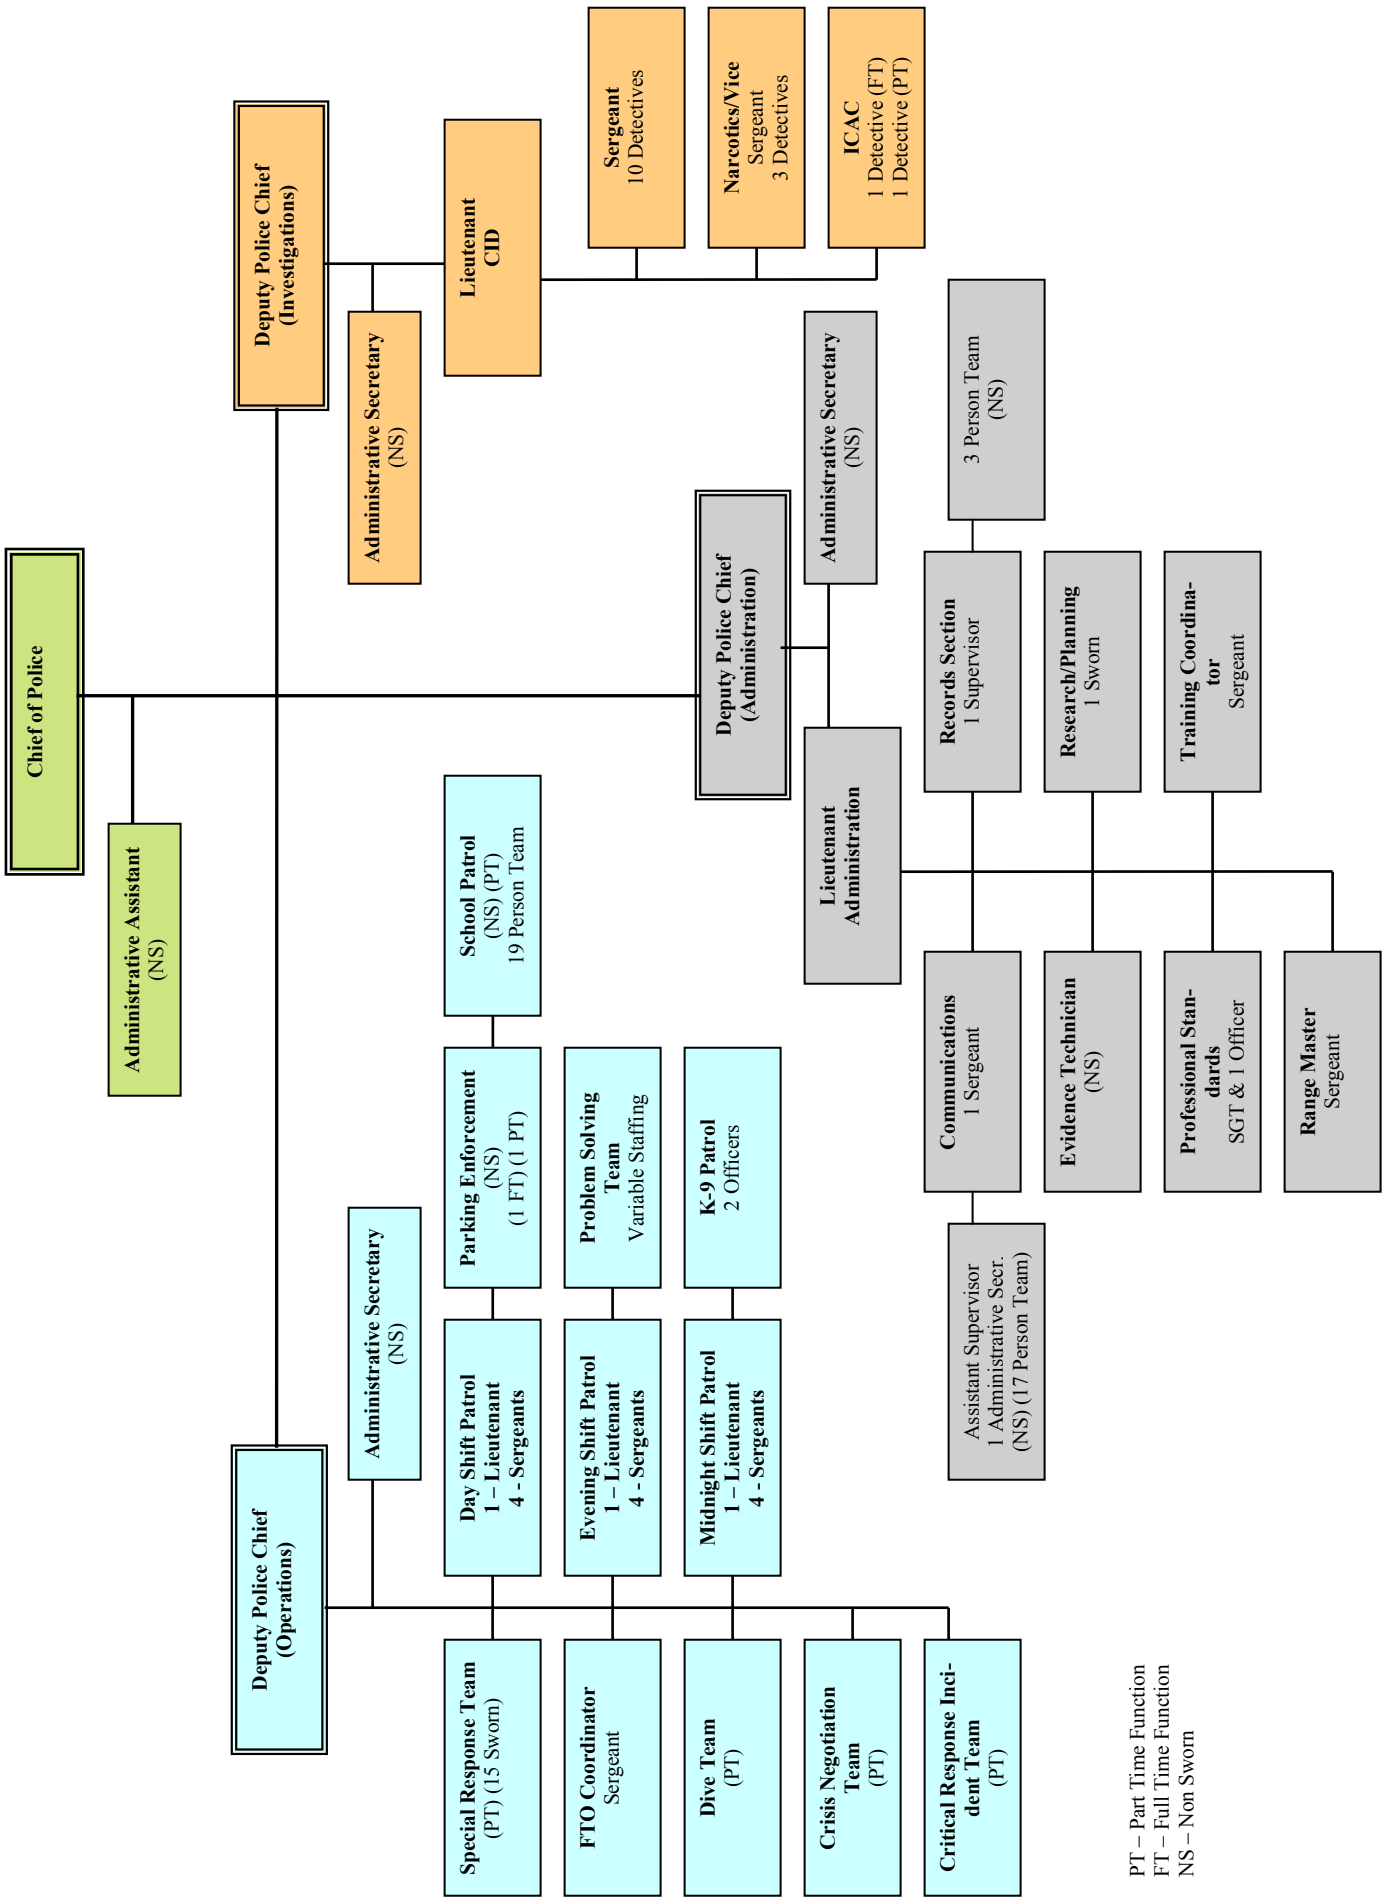 Chief of Police
Administrative Assistant
(NS)
Deputy Police Chief
(Operations)
Deputy Police Chief
(Investigations)
Administrative Secretary
(NS)
Administrative Secretary
(NS)
Special Response Team
(PT) (15 Sworn)
Day Shift Patrol
1 – Lieutenant
4 - Sergeants
Parking Enforcement
(NS)
(1 FT) (1 PT)
School Patrol
(NS) (PT)
19 Person Team
Lieutenant
CID
FTO Coordinator
Sergeant
Evening Shift Patrol
1 – Lieutenant
4 - Sergeants
Problem Solving
Team
Variable Staffing
Sergeant
10 Detectives
Dive Team
(PT)
Midnight Shift Patrol
1 – Lieutenant
4 - Sergeants
K-9 Patrol
2 Officers
Deputy Police Chief
(Administration)
Narcotics/Vice
Sergeant
3 Detectives
Crisis Negotiation
Team
(PT)
Lieutenant
Administration
Administrative Secretary
(NS)
ICAC
1 Detective (FT)
1 Detective (PT)
Critical Response Inci-
dent Team
(PT)
Assistant Supervisor
1 Administrative Secr.
(NS) (17 Person Team)
Communications
1 Sergeant
Records Section
1 Supervisor
3 Person Team
(NS)
Evidence Technician
(NS)
Research/Planning
1 Sworn
Professional Stan-
dards
SGT & 1 Officer
Training Coordina-
tor
Sergeant
Range Master
Sergeant
PT – Part Time Function
FT – Full Time Function
NS – Non Sworn